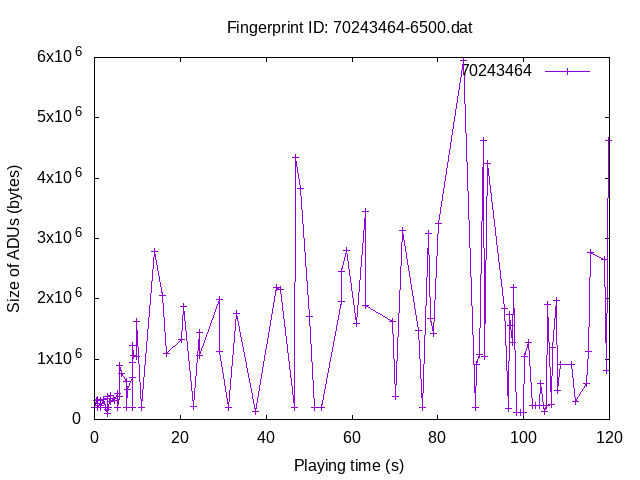 Fingerprint ID: 70243464-6500.dat
70243464
Size of ADUs (bytes)
6x10^6
5x10^6
4x10^6
3x10^6
2x10^6
1x10^6
0
0 20 40 60 80 100 120
Playing time (s)